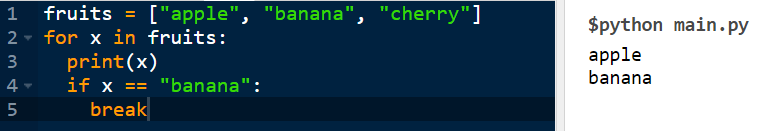 1 fruits = ["apple", "banana", "cherry"]
2 for x in fruits:
3   print(x)
4   if x == "banana":
5     break
$python main.py
apple
banana